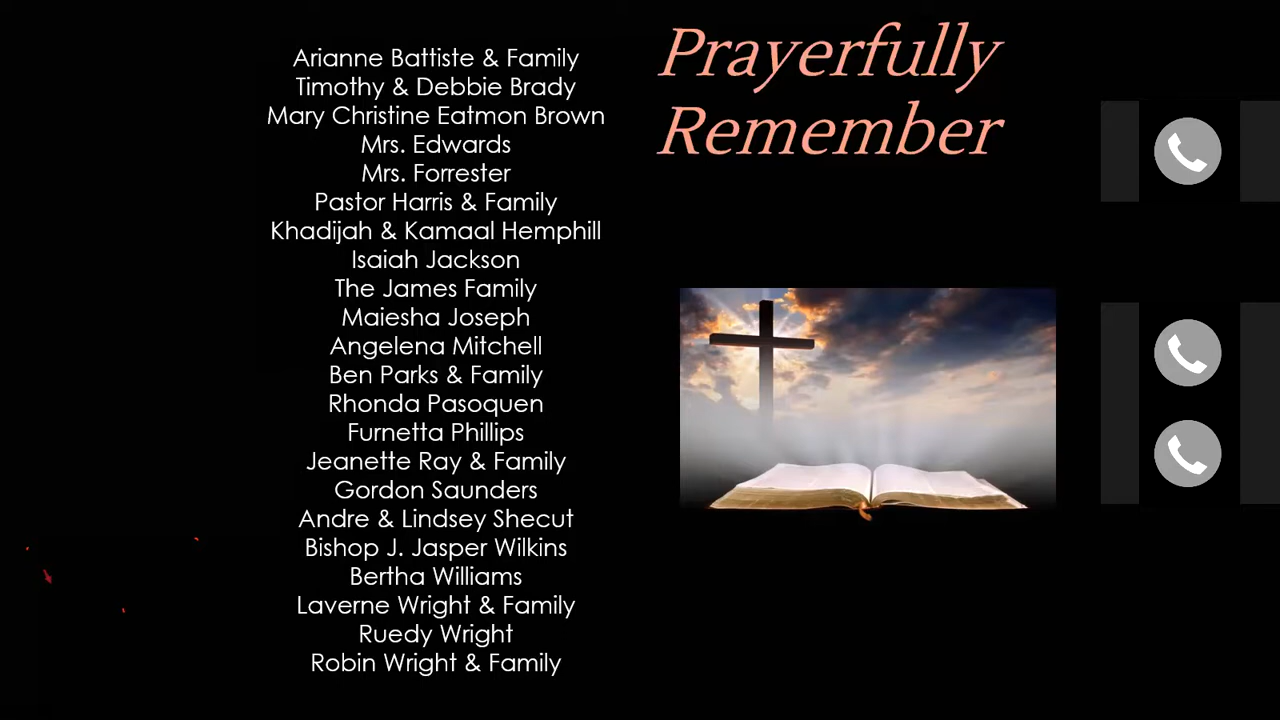 Prayerfully
Remember
Arianne Battiste & Family
Timothy & Debbie Brady
Mary Christine Eatmon Brown
Mrs. Edwards
Mrs. Forrester
Pastor Harris & Family
Khadijah & Kamaal Hemphill
Isaiah Jackson
The James Family
Maiesha Joseph
Angelena Mitchell
Ben Parks & Family
Rhonda Pasoquen
Furnetta Phillips
Jeanette Ray & Family
Gordon Saunders
Andre & Lindsey Shecut
Bishop J. Jasper Wilkins
Bertha Williams
Laverne Wright & Family
Ruedy Wright
Robin Wright & Family